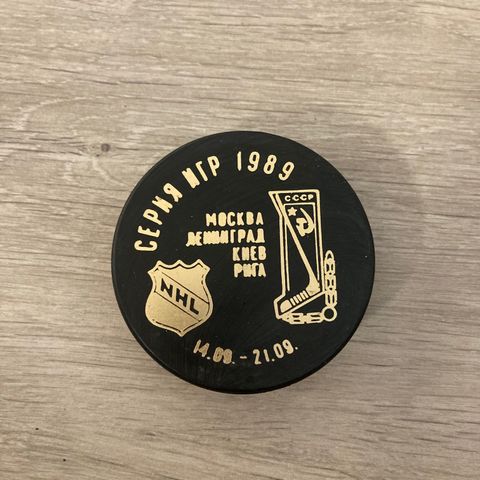 СЕРИЯ ИГР 1989
МОСКВА
ЛЕНИНГРАД
КИЕВ
РИГА
СССР
NHL
14.09.-21.09.